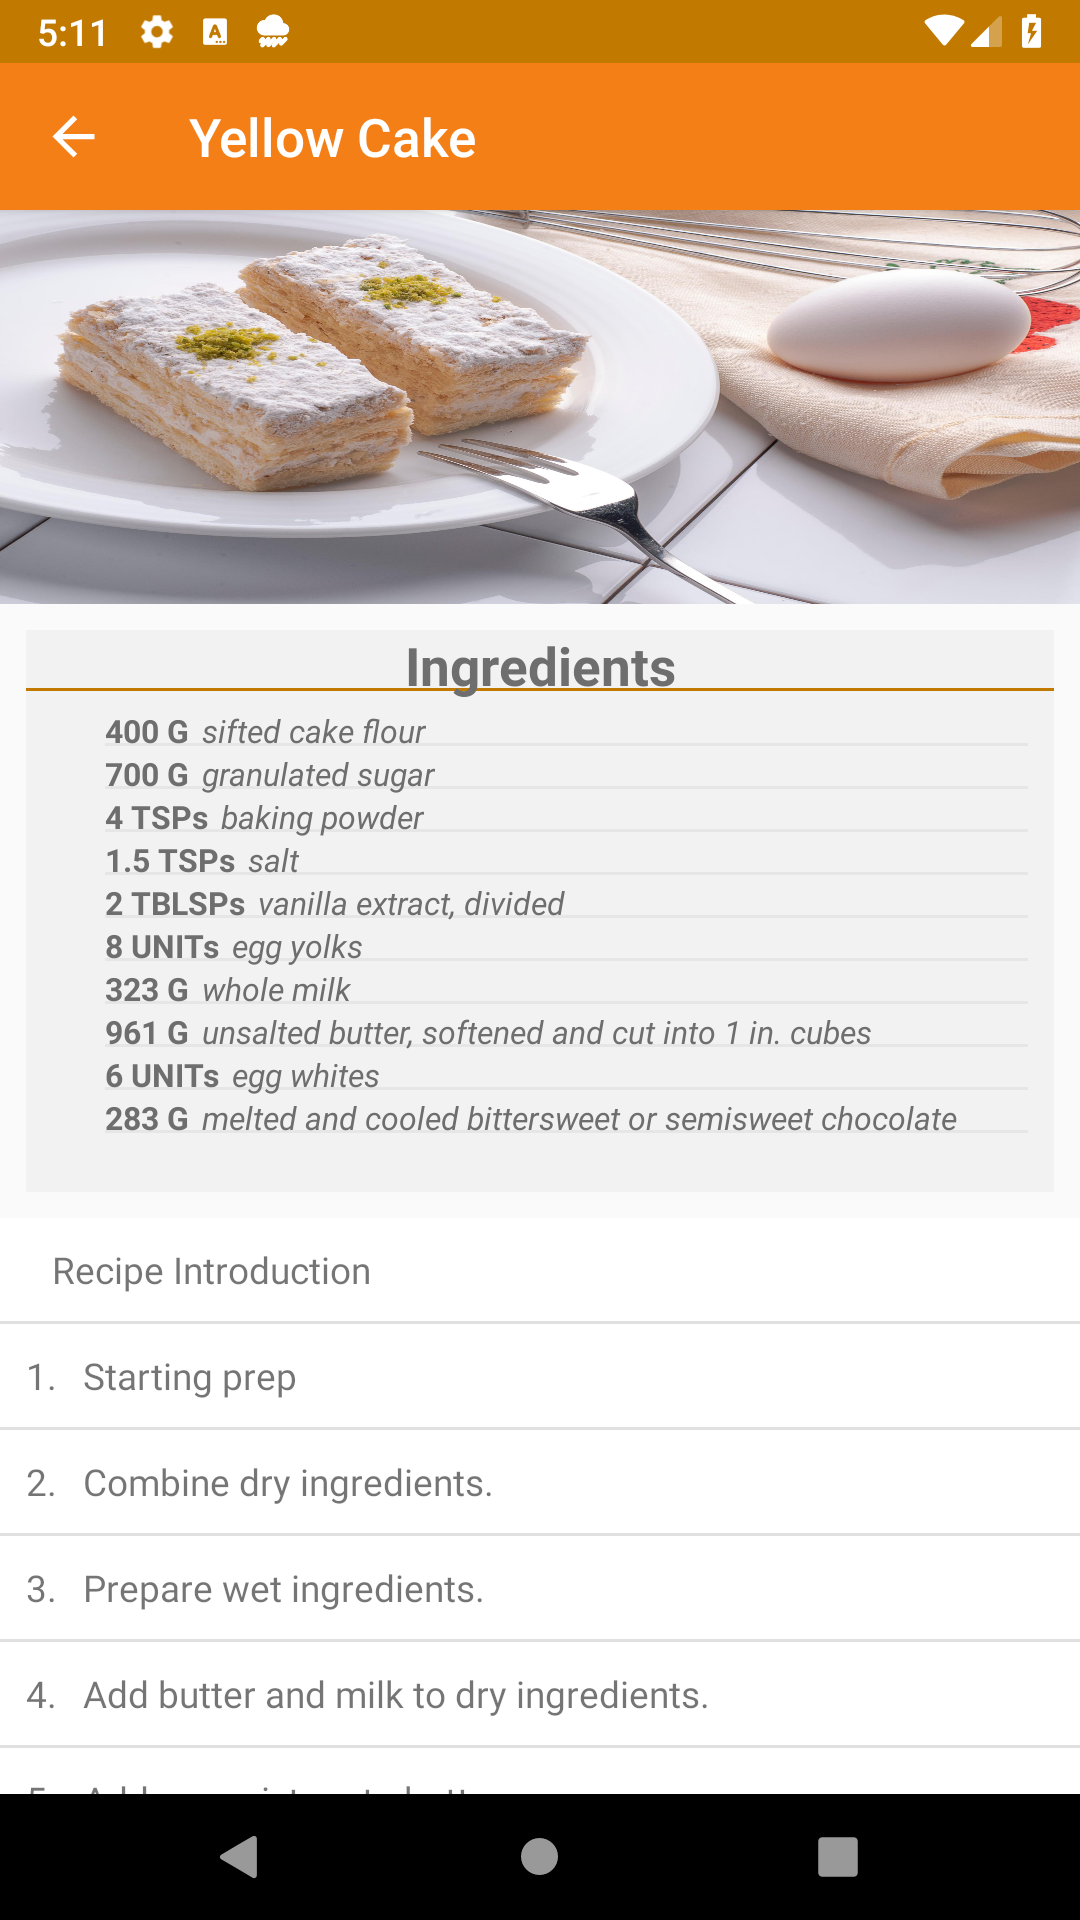 5:11
Yellow Cake
Ingredients
400 G sifted cake flour
700 G granulated sugar
4 TSPs baking powder
1.5 TSPs salt
2 TBLSPs vanilla extract, divided
8 UNITs egg yolks
323 G whole milk
961 G unsalted butter, softened and cut into 1 in. cubes
6 UNITs egg whites
283 G melted and cooled bittersweet or semisweet chocolate
Recipe Introduction
1. Starting prep
2. Combine dry ingredients.
3. Prepare wet ingredients.
4. Add butter and milk to dry ingredients.